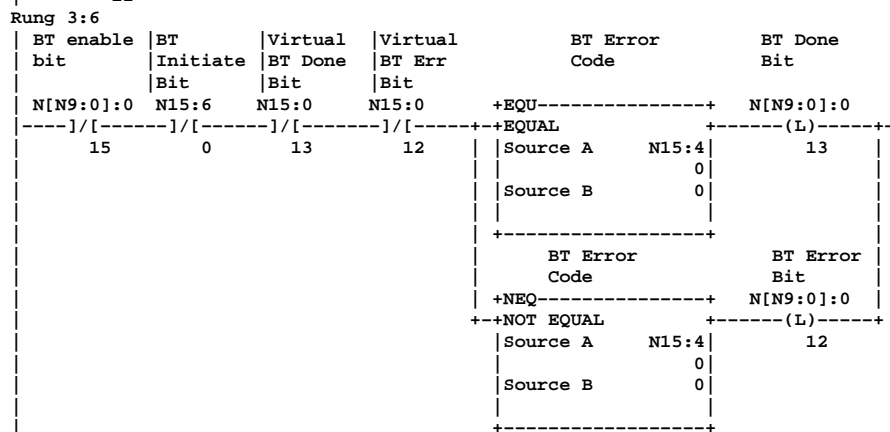 Rung 3:6
| BT enable |BT |Virtual |Virtual BT Error BT Done
| bit |Initiate |BT Done |BT Err Code Bit
| |Bit |Bit |Bit
| N[N9:0]:0 N15:6 N15:0 N15:0 +EQU---------------+ N[N9:0]:0
|----]/[------]/[------]/[-------]/[-----+-+EQUAL +------(L)-----+-
| 15 0 13 12 | |Source A N15:4| 13 |
| | | 0| |
| | |Source B 0| |
| | | | |
| | +------------------+ |
| | BT Error BT Error |
| | Code Bit |
| | +NEQ---------------+ N[N9:0]:0 |
| +-+NOT EQUAL +------(L)-----+
| |Source A N15:4| 12
| | 0|
| |Source B 0|
| | |
| +------------------+